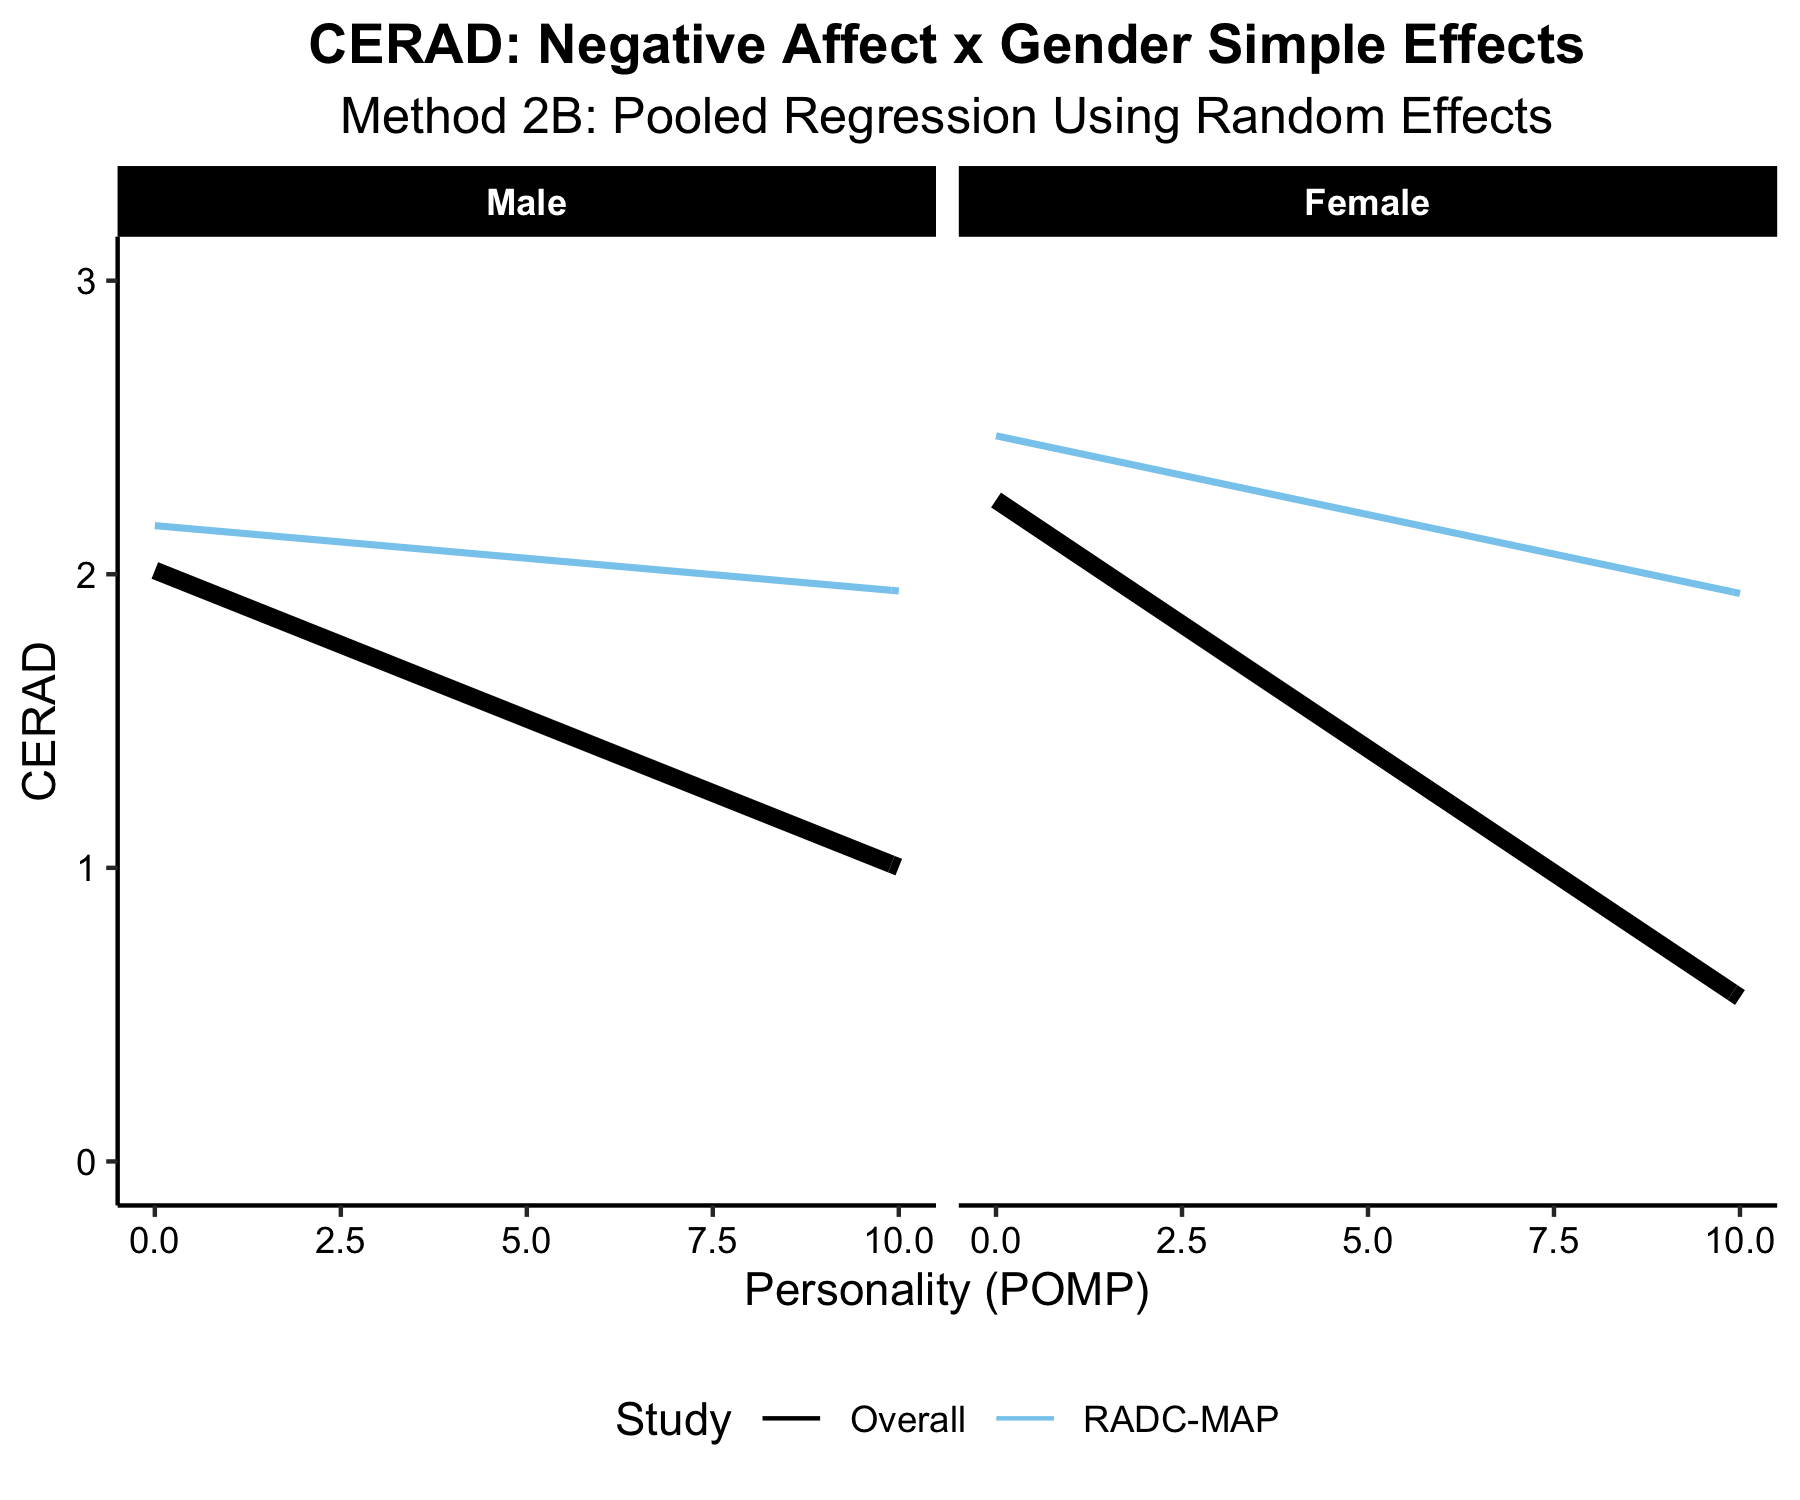 CERAD: Negative Affect x Gender Simple Effects
Method 2B: Pooled Regression Using Random Effects
Male
Female
CERAD
3
2
1
0
0.0 2.5 5.0 7.5 10.0
0.0 2.5 5.0 7.5 10.0
Personality (POMP)
Study Overall RADC-MAP